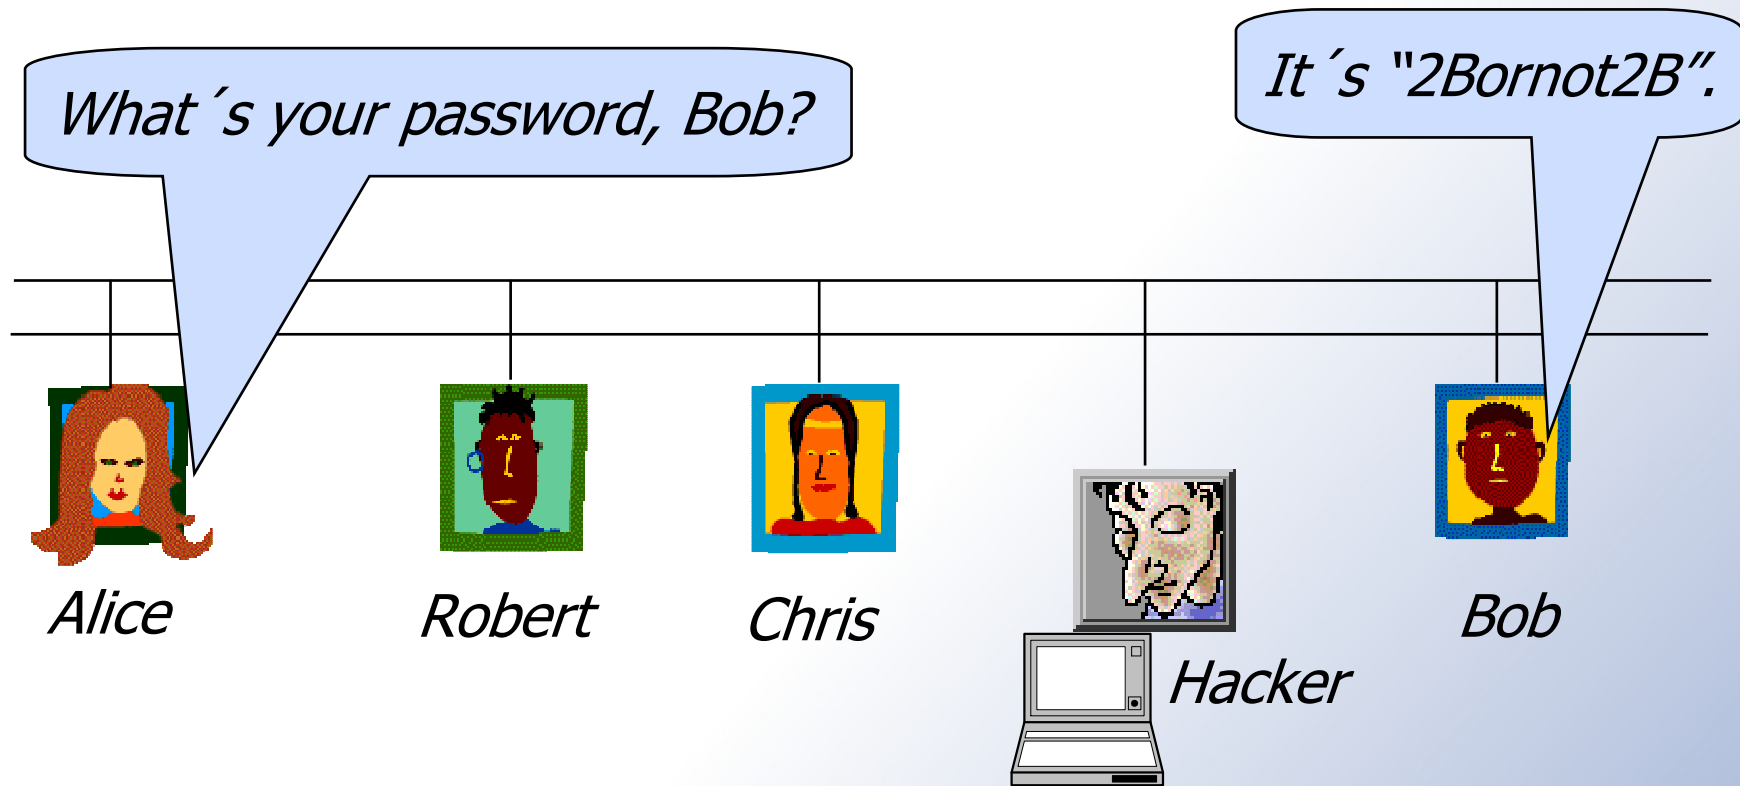 What´s your password, Bob?
It´s “2Bornot2B”.
Alice
Robert
Chris
Hacker
Bob